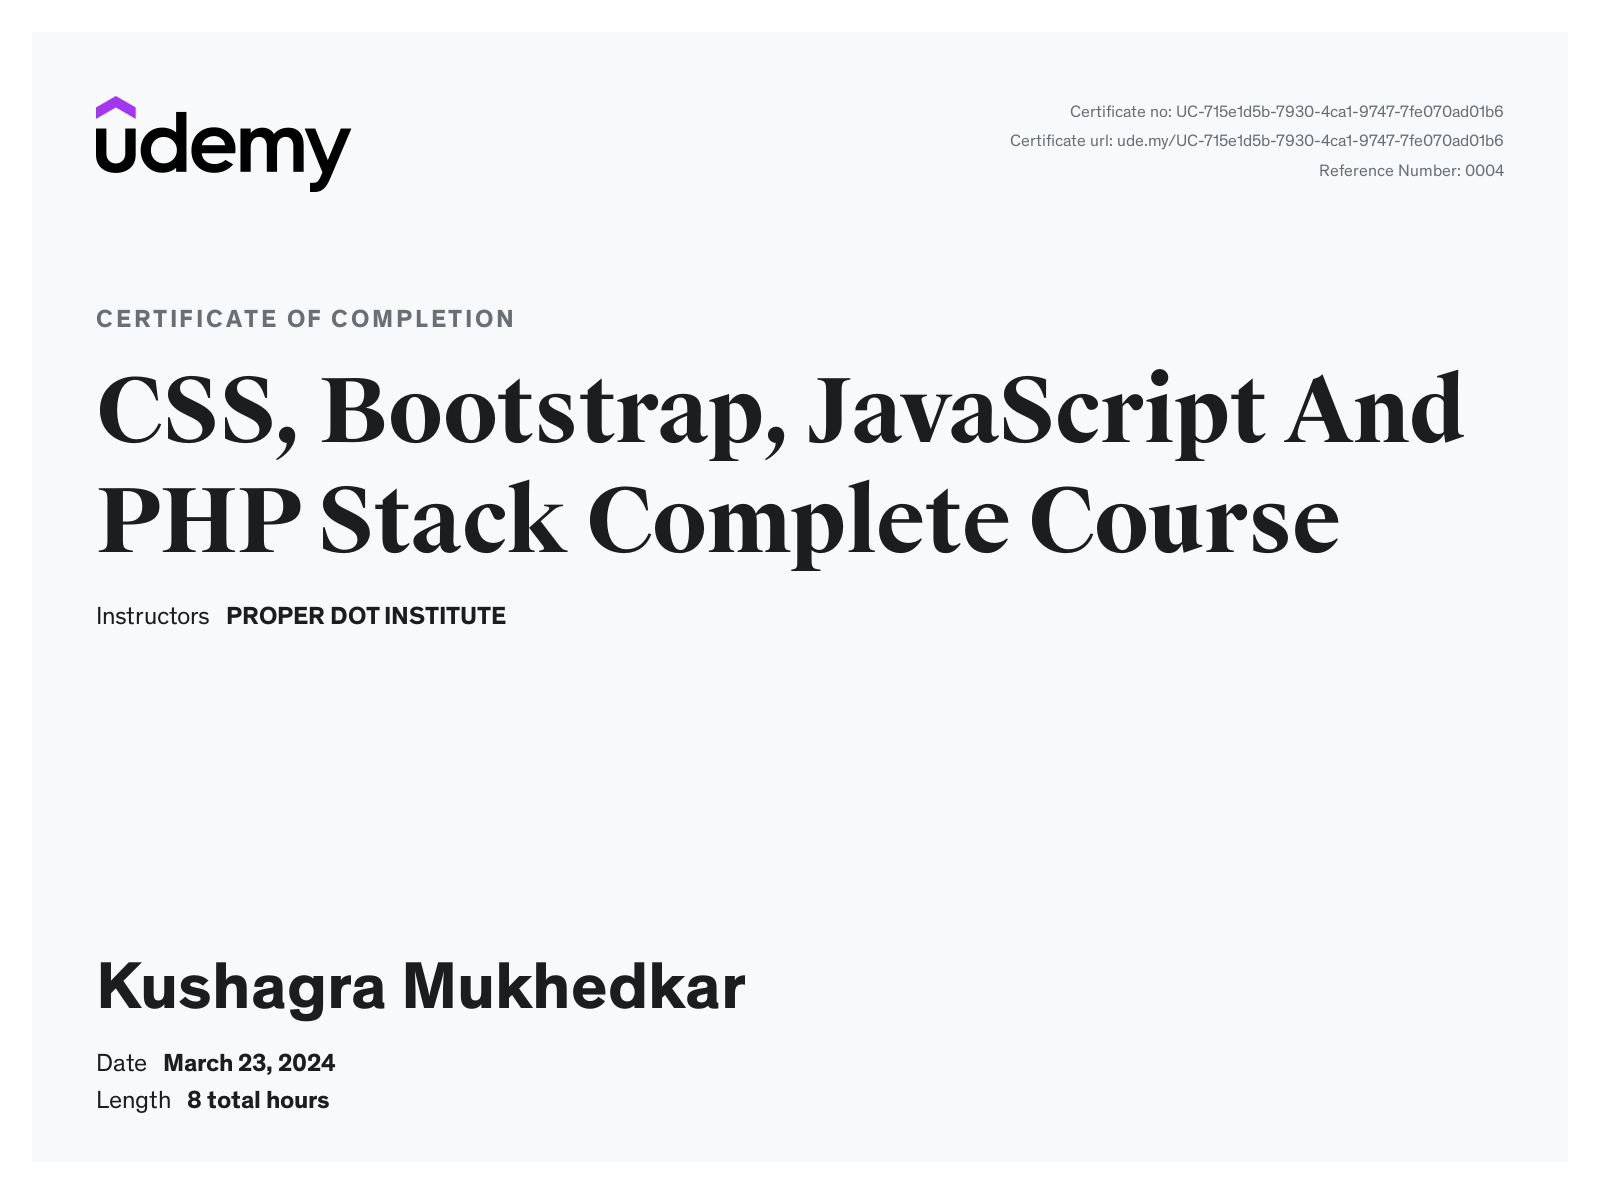 udemy
Certificate no: UC-715e1d5b-7930-4ca1-9747-7fe070ad01b6
Certificate url: ude.my/UC-715e1d5b-7930-4ca1-9747-7fe070ad01b6
Reference Number: 0004
CERTIFICATE OF COMPLETION
CSS, Bootstrap, JavaScript And
PHP Stack Complete Course
Instructors PROPER DOT INSTITUTE
Kushagra Mukhedkar
Date March 23, 2024
Length 8 total hours